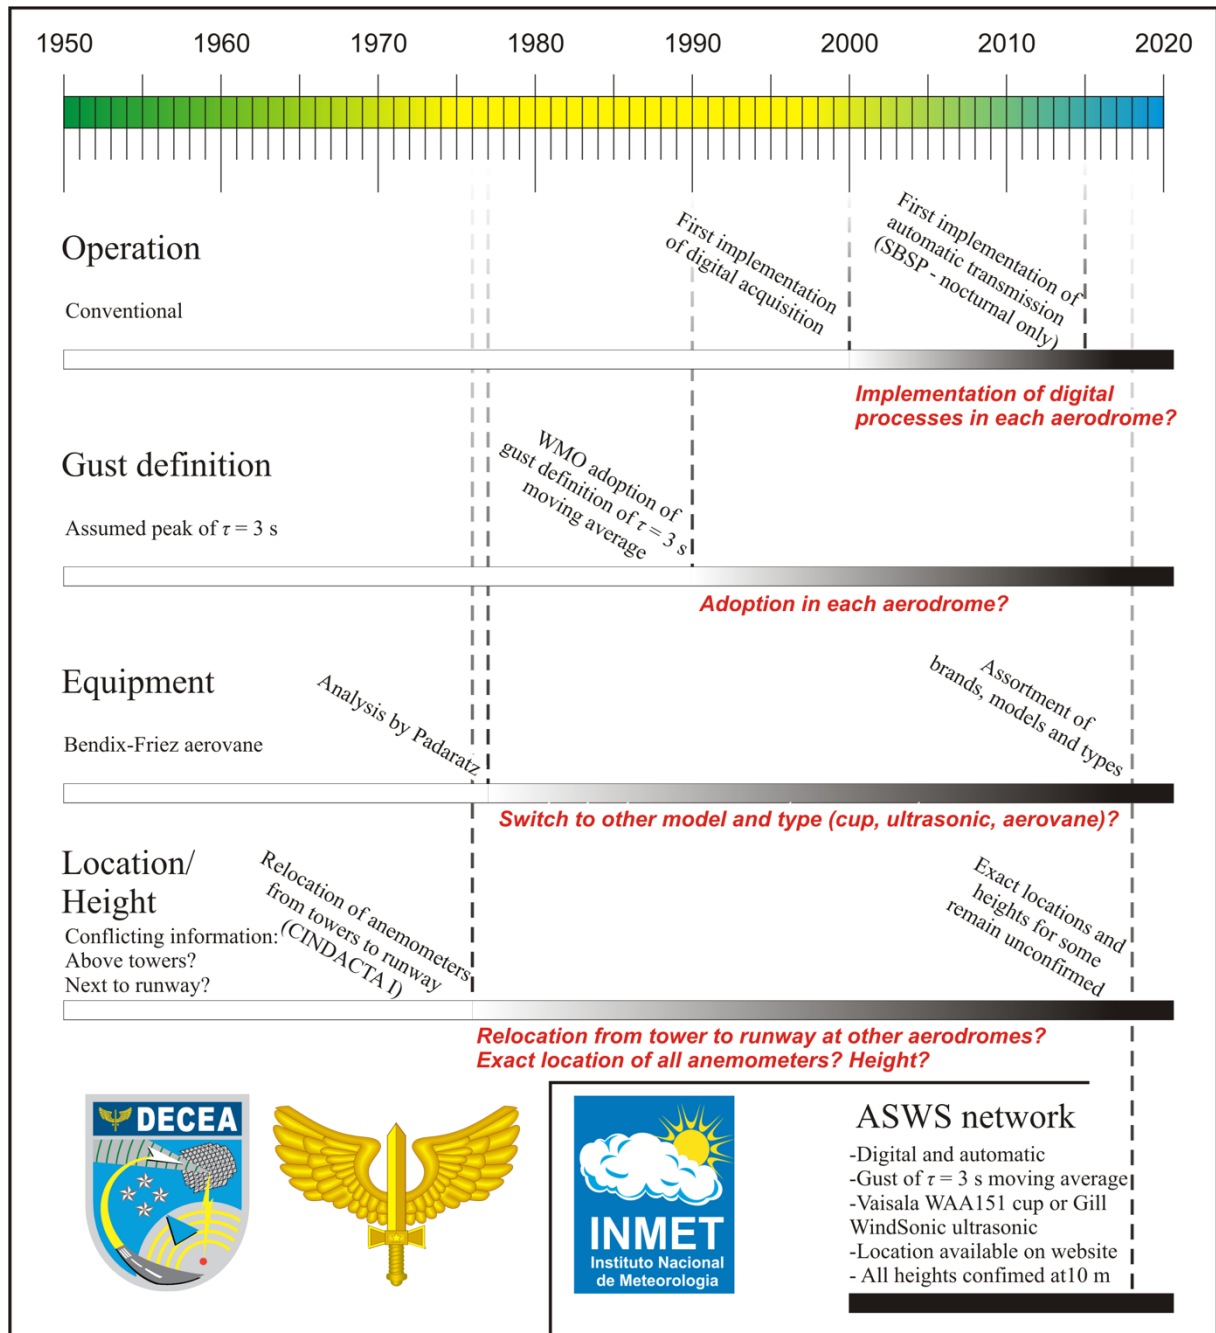 1950 1960 1970 1980 1990 2000 2010 2020
Operation
Conventional
First implementation
of digital acquisition
First implementation of
automatic transmission
(SBSP - nocturnal only)
Implementation of digital
processes in each aerodrome?
Gust definition
Assumed peak of τ = 3 s
WMO adoption of
gust definition of τ = 3 s
moving average
Adoption in each aerodrome?
Equipment
Bendix-Friez aerovane
Analysis by Padaratz
Assortment of
brands, models and types
Switch to other model and type (cup, ultrasonic, aerovane)?
Location/
Height
Conflicting information:
Above towers?
Next to runway?
Relocation of anemometers
from towers to runway
(CINDACTA I)
Exact locations and
heights for some
remain unconfirmed
Relocation from tower to runway at other aerodromes?
Exact location of all anemometers? Height?
DECEA
INMET
Instituto Nacional
de Meteorologia
ASWS network
-Digital and automatic
-Gust of τ = 3 s moving average
-Vaisala WAA151 cup or Gill
WindSonic ultrasonic
-Location available on website
- All heights confimed at10 m